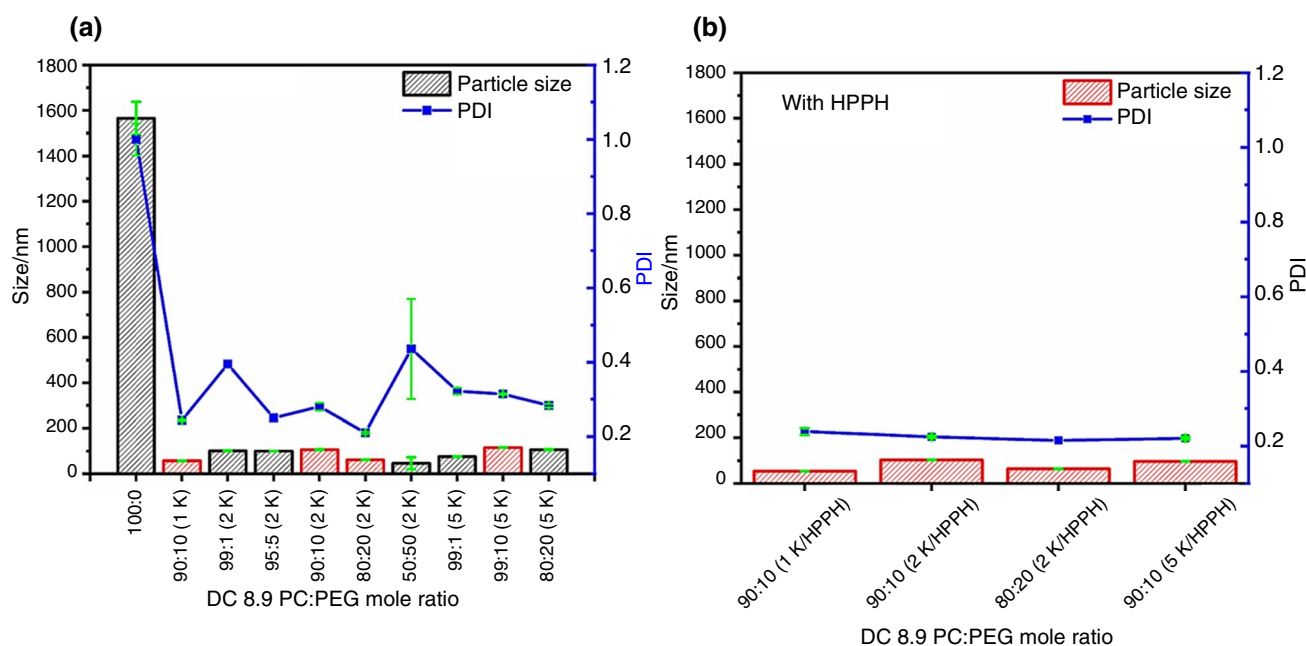 (a)
1800
1600
1400
1200
1000
800
600
400
200
0
Size/nm
Particle size
PDI
1.2
1.0
0.8
0.6
0.4
0.2
PDI
100:0
90:10 (1 K)
99:1 (2 K)
95:5 (2 K)
90:10 (2 K)
80:20 (2 K)
50:50 (2 K)
99:1 (5 K)
99:10 (5 K)
80:20 (5 K)
DC 8.9 PC:PEG mole ratio
(b)
1800
1600
1400
1200
1000
800
600
400
200
0
Size/nm
With HPPH
Particle size
PDI
1.2
1.0
0.8
0.6
0.4
0.2
PDI
90:10 (1 K/HPPH)
90:10 (2 K/HPPH)
80:20 (2 K/HPPH)
90:10 (5 K/HPPH)
DC 8.9 PC:PEG mole ratio